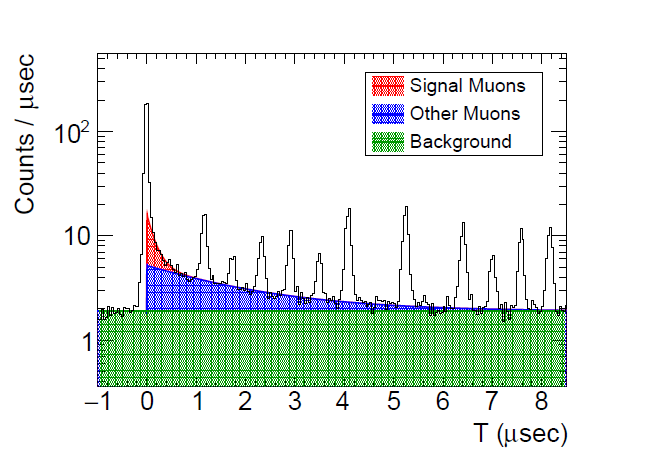 Counts / μsec
10²
10
1
Signal Muons
Other Muons
Background
−1 0 1 2 3 4 5 6 7 8
T (μsec)